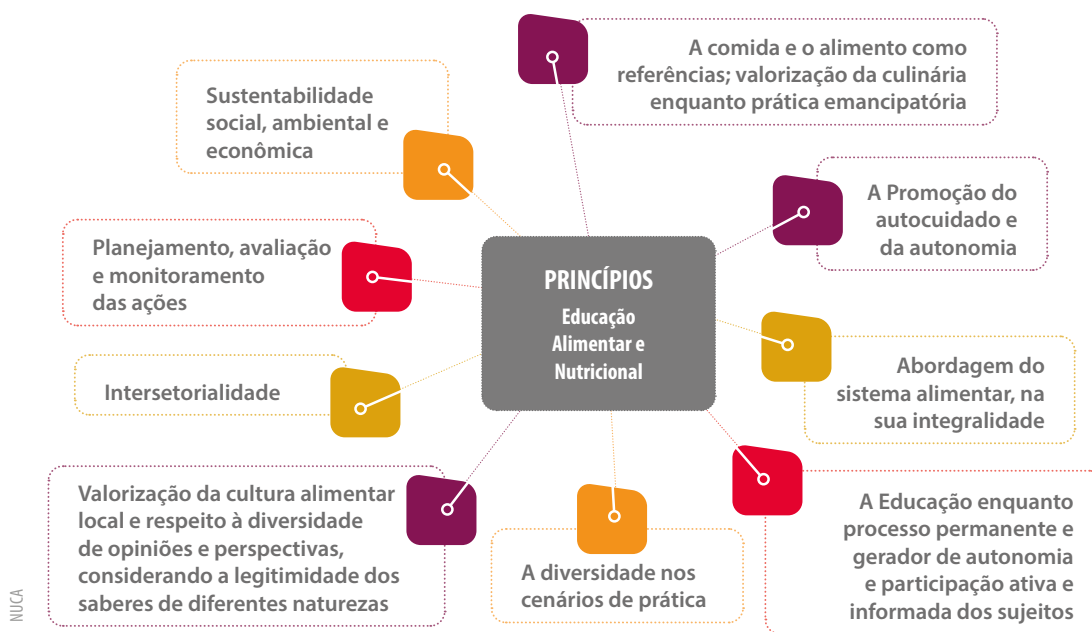 A comida e o alimento como
referências; valorização da culinária
enquanto prática emancipatória
Sustentabilidade
social, ambiental e
econômica
A Promoção do
autocuidado e
da autonomia
Planejamento, avaliação
e monitoramento
das ações
PRINCÍPIOS
Educação
Alimentar e
Nutricional
Abordagem do
sistema alimentar, na
sua integralidade
Intersetorialidade
Valorização da cultura alimentar
local e respeito à diversidade
de opiniões e perspectivas,
considerando a legitimidade dos
saberes de diferentes naturezas
A diversidade nos
cenários de prática
A Educação enquanto
processo permanente e
gerador de autonomia
e participação ativa e
informada dos sujeitos
NUCA